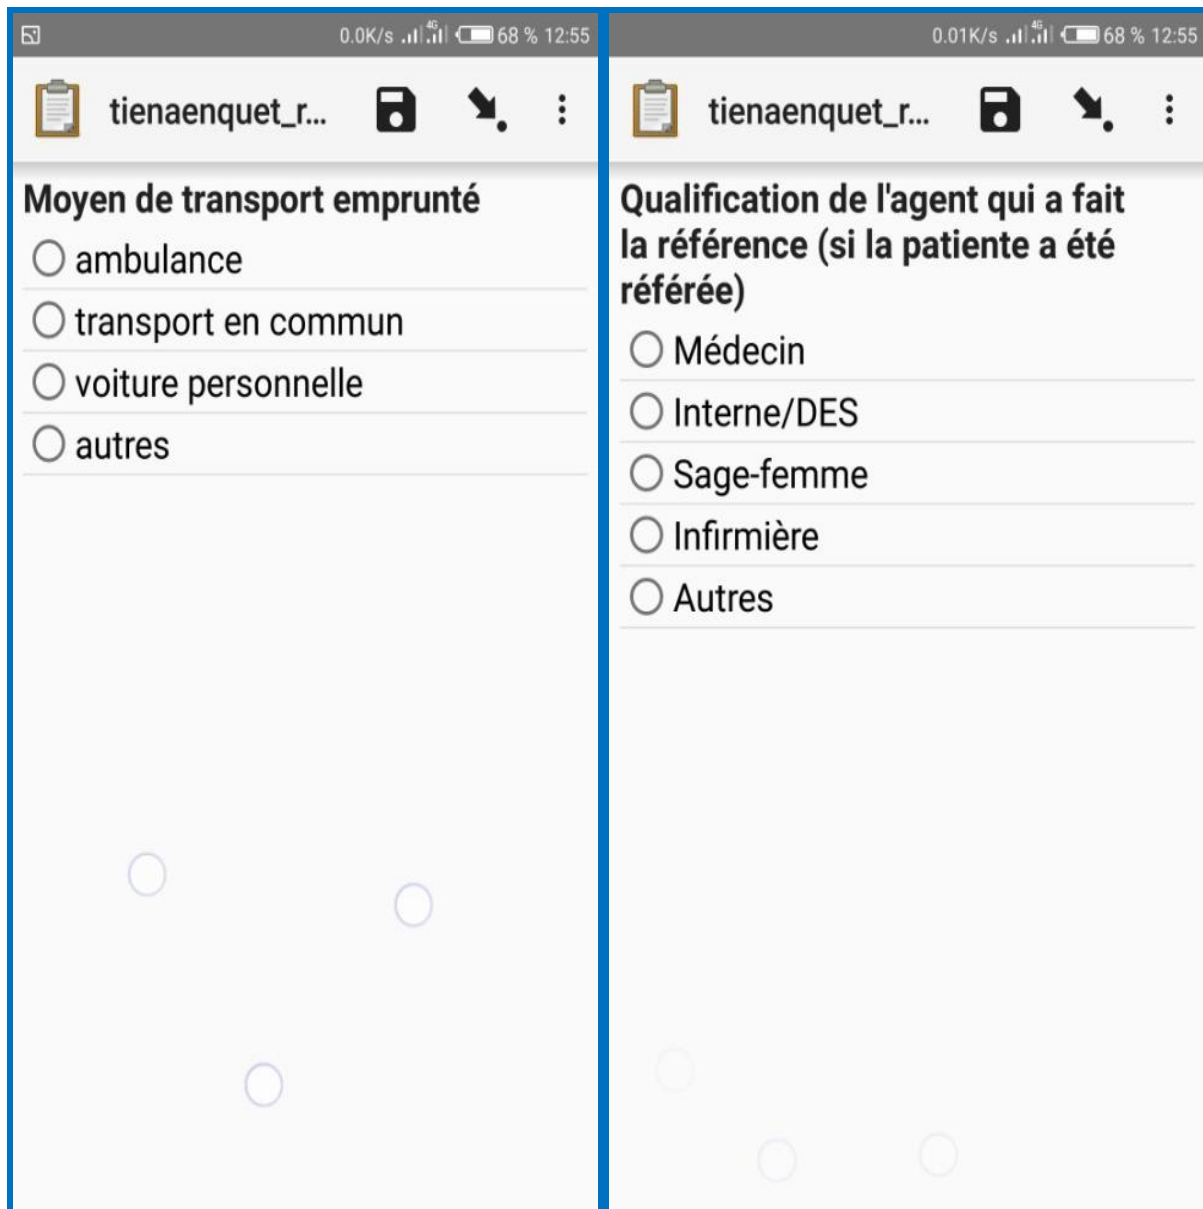 0.0K/s 4G 68 % 12:55
tienaenquet_r...
Moyen de transport emprunté
ambulance
transport en commun
voiture personnelle
autres
0.01K/s 4G 68 % 12:55
tienaenquet_r...
Qualification de l'agent qui a fait
la référence (si la patiente a été
référée)
Médecin
Interne/DES
Sage-femme
Infirmière
Autres